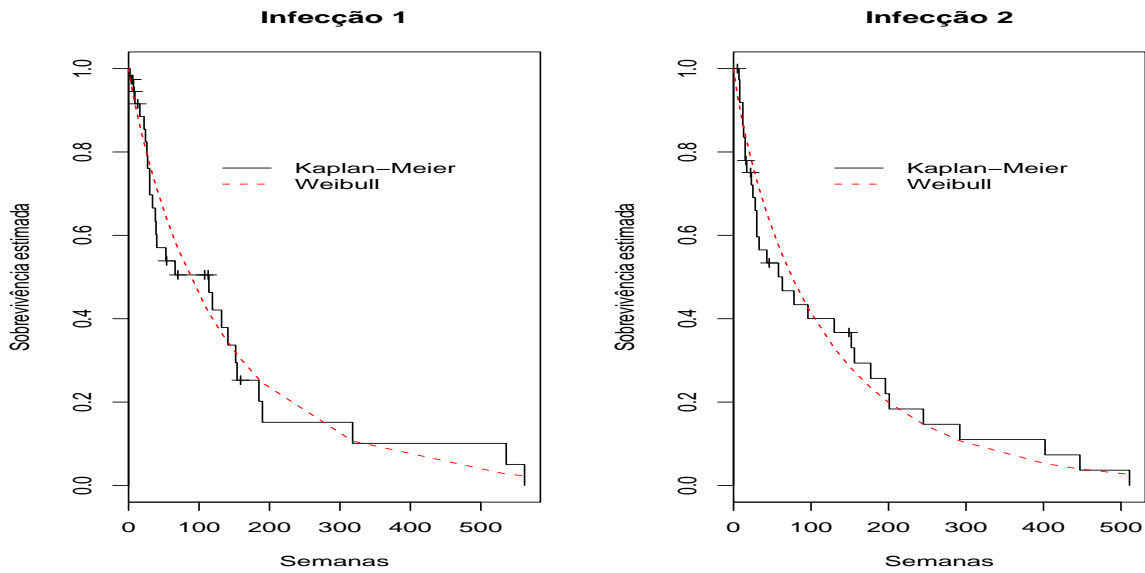 Infecção 1
Sobrevivência estimada
1.0
0.8
0.6
0.4
0.2
0.0
Kaplan−Meier
Weibull
0 100 200 300 400 500
Semanas
Infecção 2
Sobrevivência estimada
1.0
0.8
0.6
0.4
0.2
0.0
Kaplan−Meier
Weibull
0 100 200 300 400 500
Semanas